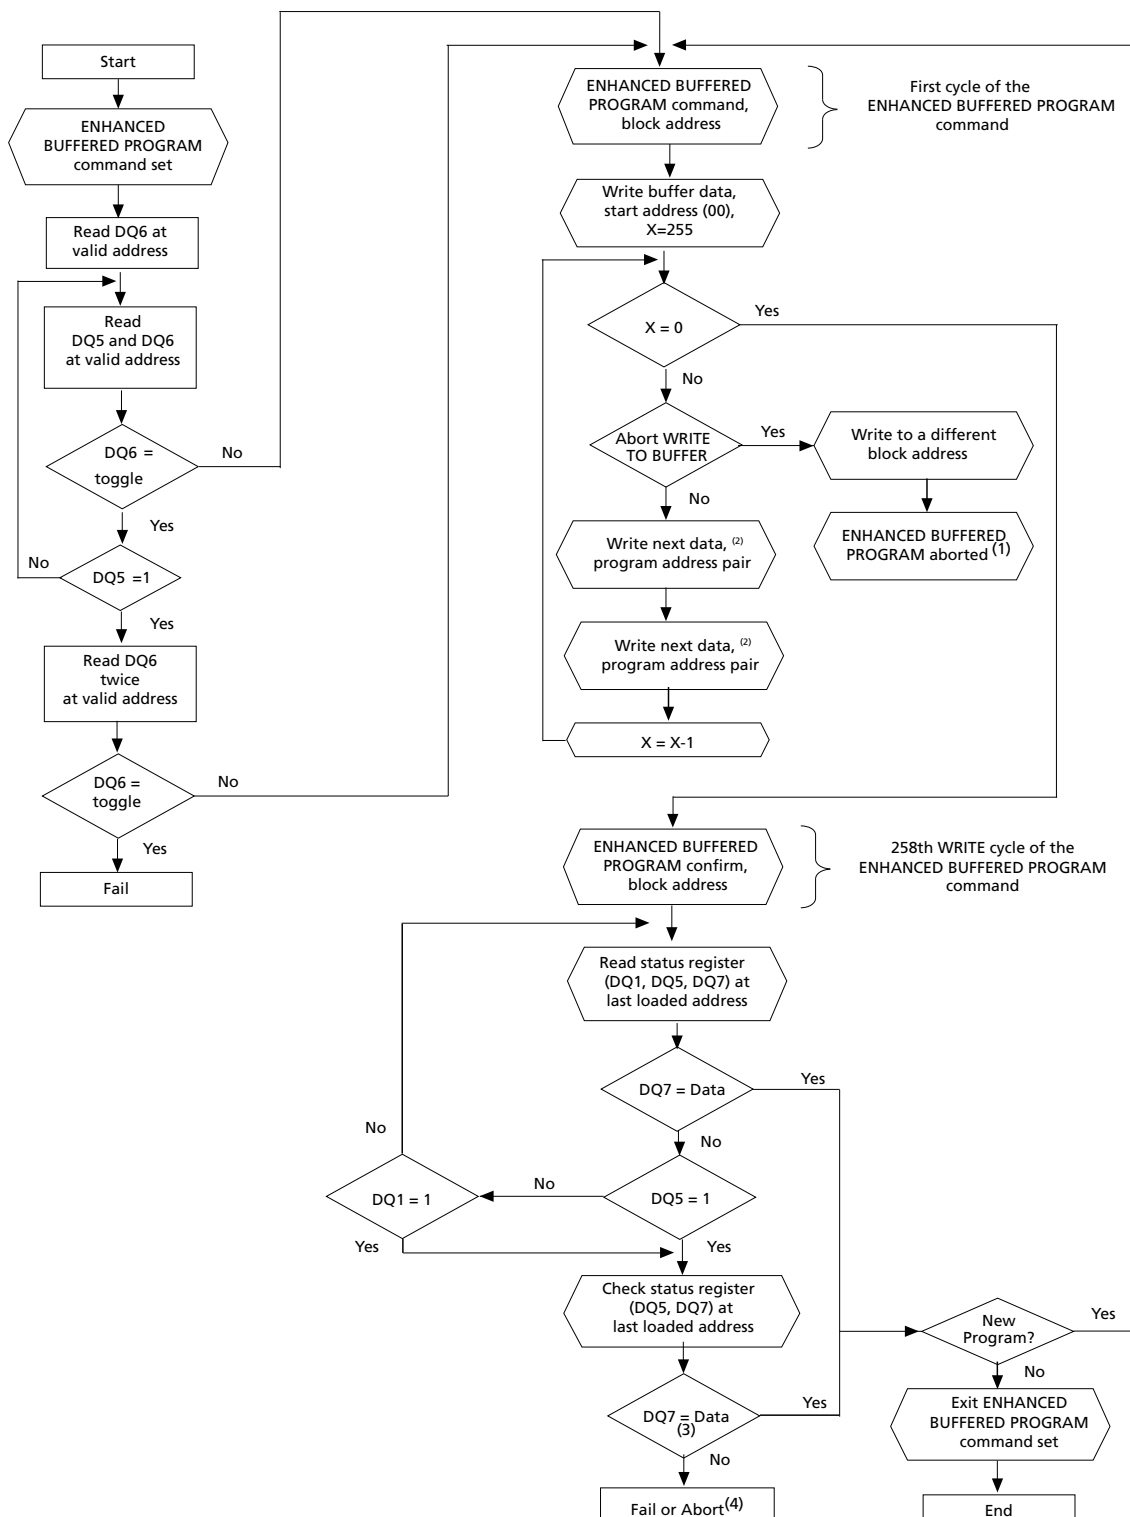 Start
ENHANCED
BUFFERED PROGRAM
command set
Read DQ6 at
valid address
Read
DQ5 and DQ6
at valid address
DQ6 =
toggle
No
Yes
No
DQ5 =1
Yes
Read DQ6
twice
at valid address
DQ6 =
toggle
No
Yes
Fail
ENHANCED BUFFERED
PROGRAM command,
block address
First cycle of the
ENHANCED BUFFERED PROGRAM
command
Write buffer data,
start address (00),
X=255
X = 0
Yes
No
Abort WRITE
TO BUFFER
Yes
Write to a different
block address
No
ENHANCED BUFFERED
PROGRAM aborted (1)
Write next data, (2)
program address pair
Write next data, (2)
program address pair
X = X-1
ENHANCED BUFFERED
PROGRAM confirm,
block address
258th WRITE cycle of the
ENHANCED BUFFERED PROGRAM
command
Read status register
(DQ1, DQ5, DQ7) at
last loaded address
DQ7 = Data
Yes
No
No
DQ1 = 1
No
DQ5 = 1
Yes
Yes
Check status register
(DQ5, DQ7) at
last loaded address
New
Program?
Yes
No
DQ7 = Data
(3)
Yes
No
Exit ENHANCED
BUFFERED PROGRAM
command set
Fail or Abort(4)
End